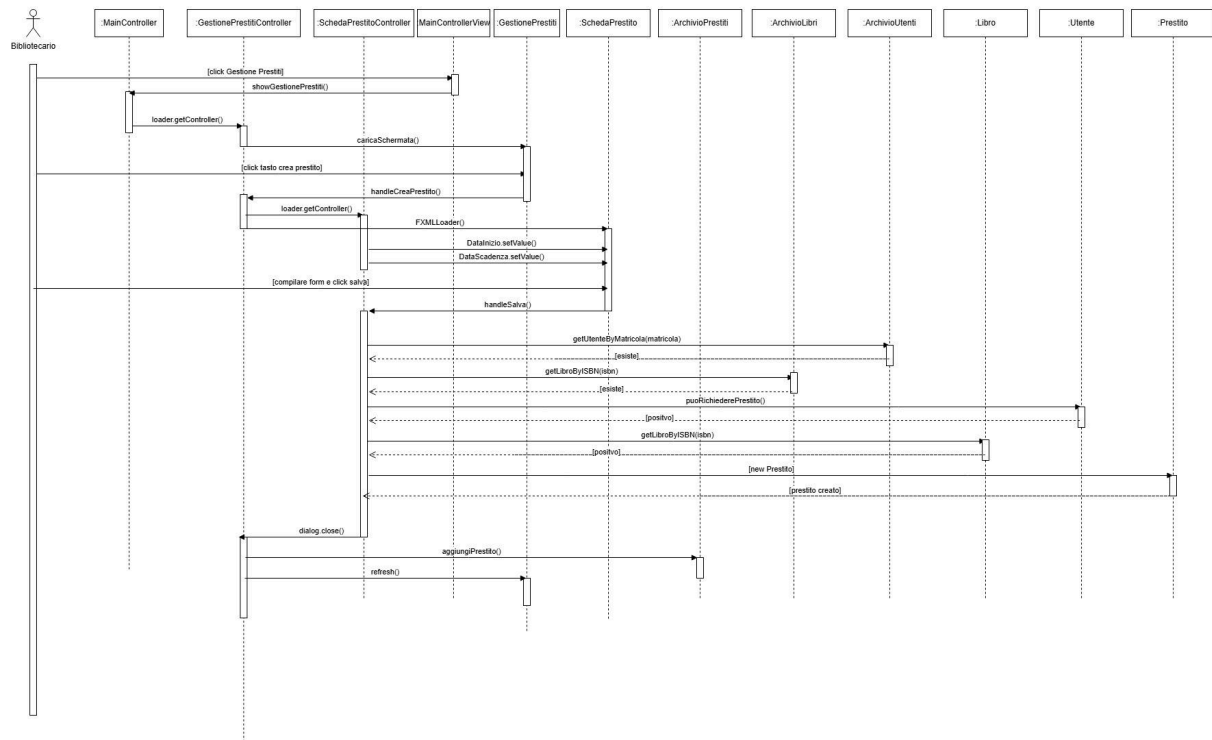 :MainController
:GestionePrestitiController
:SchedaPrestitoController
:MainControllerView
:GestionePrestiti
:SchedaPrestito
:ArchivioPrestiti
:ArchivioLibri
:ArchivioUtenti
:Libro
:Utente
:Prestito
Bibliotecario
[click Gestione Prestiti]
showGestionePrestiti()
loader.getController()
caricaSchermata()
[click tasto crea prestito]
handleCreaPrestito()
loader.getController()
FXMLLoader()
DataInizio.setValue()
DataScadenza.setValue()
[compilare form e click salva]
handleSalva()
getUtenteByMatricola(matricola)
[esiste]
getLibroByISBN(isbn)
[esiste]
puoRichiederePrestito()
[positvo]
getLibroByISBN(isbn)
[positvo]
[new Prestito]
[prestito creato]
dialog.close()
aggiungiPrestito()
refresh()